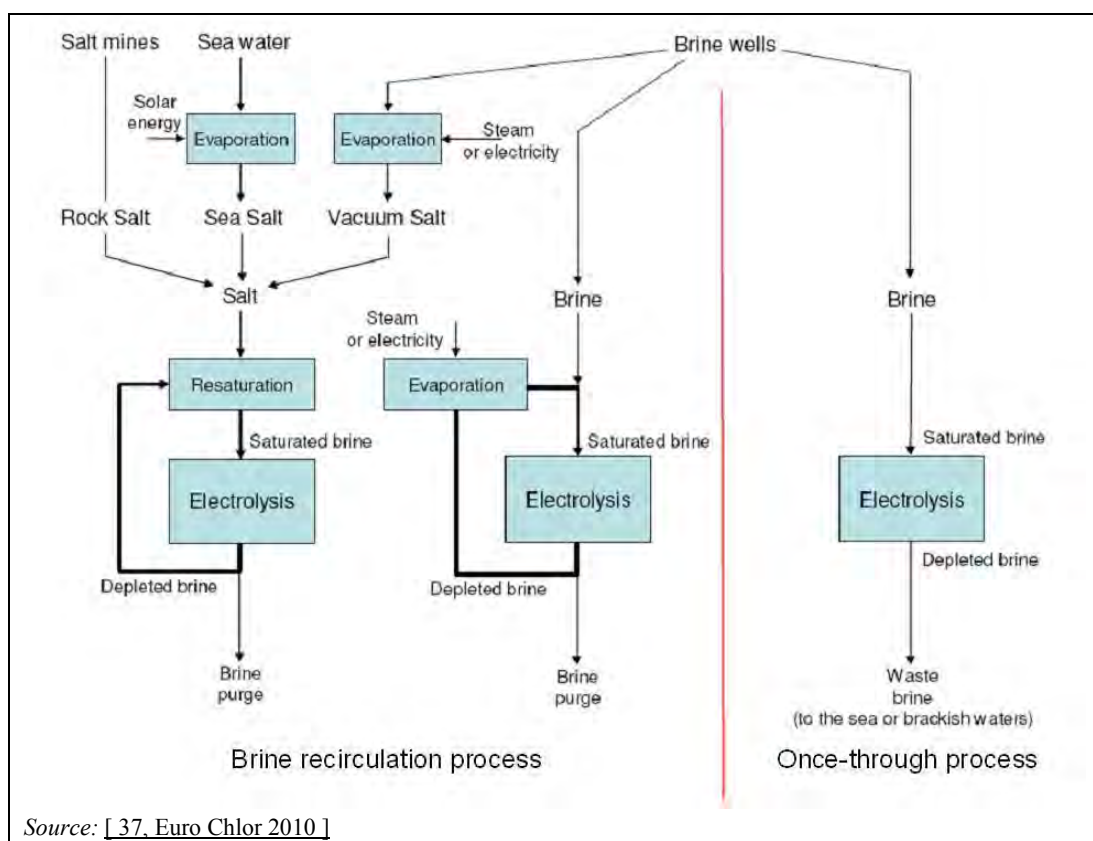 Salt mines
Sea water
Brine wells
Solar
energy
Evaporation
Evaporation
Steam
or electricity
Rock Salt
Sea Salt
Vacuum Salt
Salt
Brine
Brine
Steam
or electricity
Resaturation
Evaporation
Saturated brine
Saturated brine
Saturated brine
Electrolysis
Electrolysis
Electrolysis
Depleted brine
Depleted brine
Depleted brine
Brine
purge
Brine
purge
Waste
brine
(to the sea or brackish waters)
Brine recirculation process
Once-through process
Source: [ 37, Euro Chlor 2010 ]